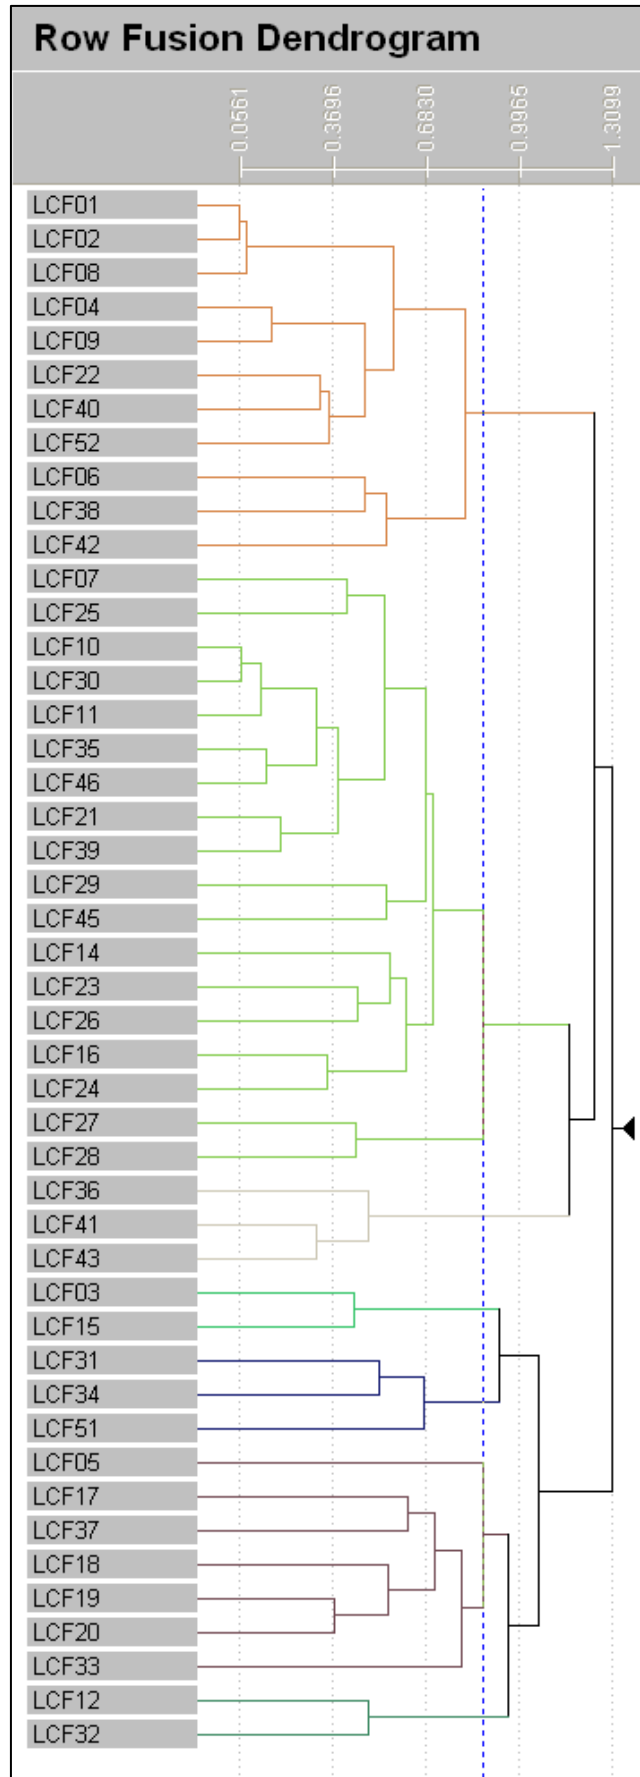 Row Fusion Dendrogram
0.0561 0.3696 0.6830 0.9965 1.3099
LCF01
LCF02
LCF08
LCF04
LCF09
LCF22
LCF40
LCF52
LCF06
LCF38
LCF42
LCF07
LCF25
LCF10
LCF30
LCF11
LCF35
LCF46
LCF21
LCF39
LCF29
LCF45
LCF14
LCF23
LCF26
LCF16
LCF24
LCF27
LCF28
LCF36
LCF41
LCF43
LCF03
LCF15
LCF31
LCF34
LCF51
LCF05
LCF17
LCF37
LCF18
LCF19
LCF20
LCF33
LCF12
LCF32